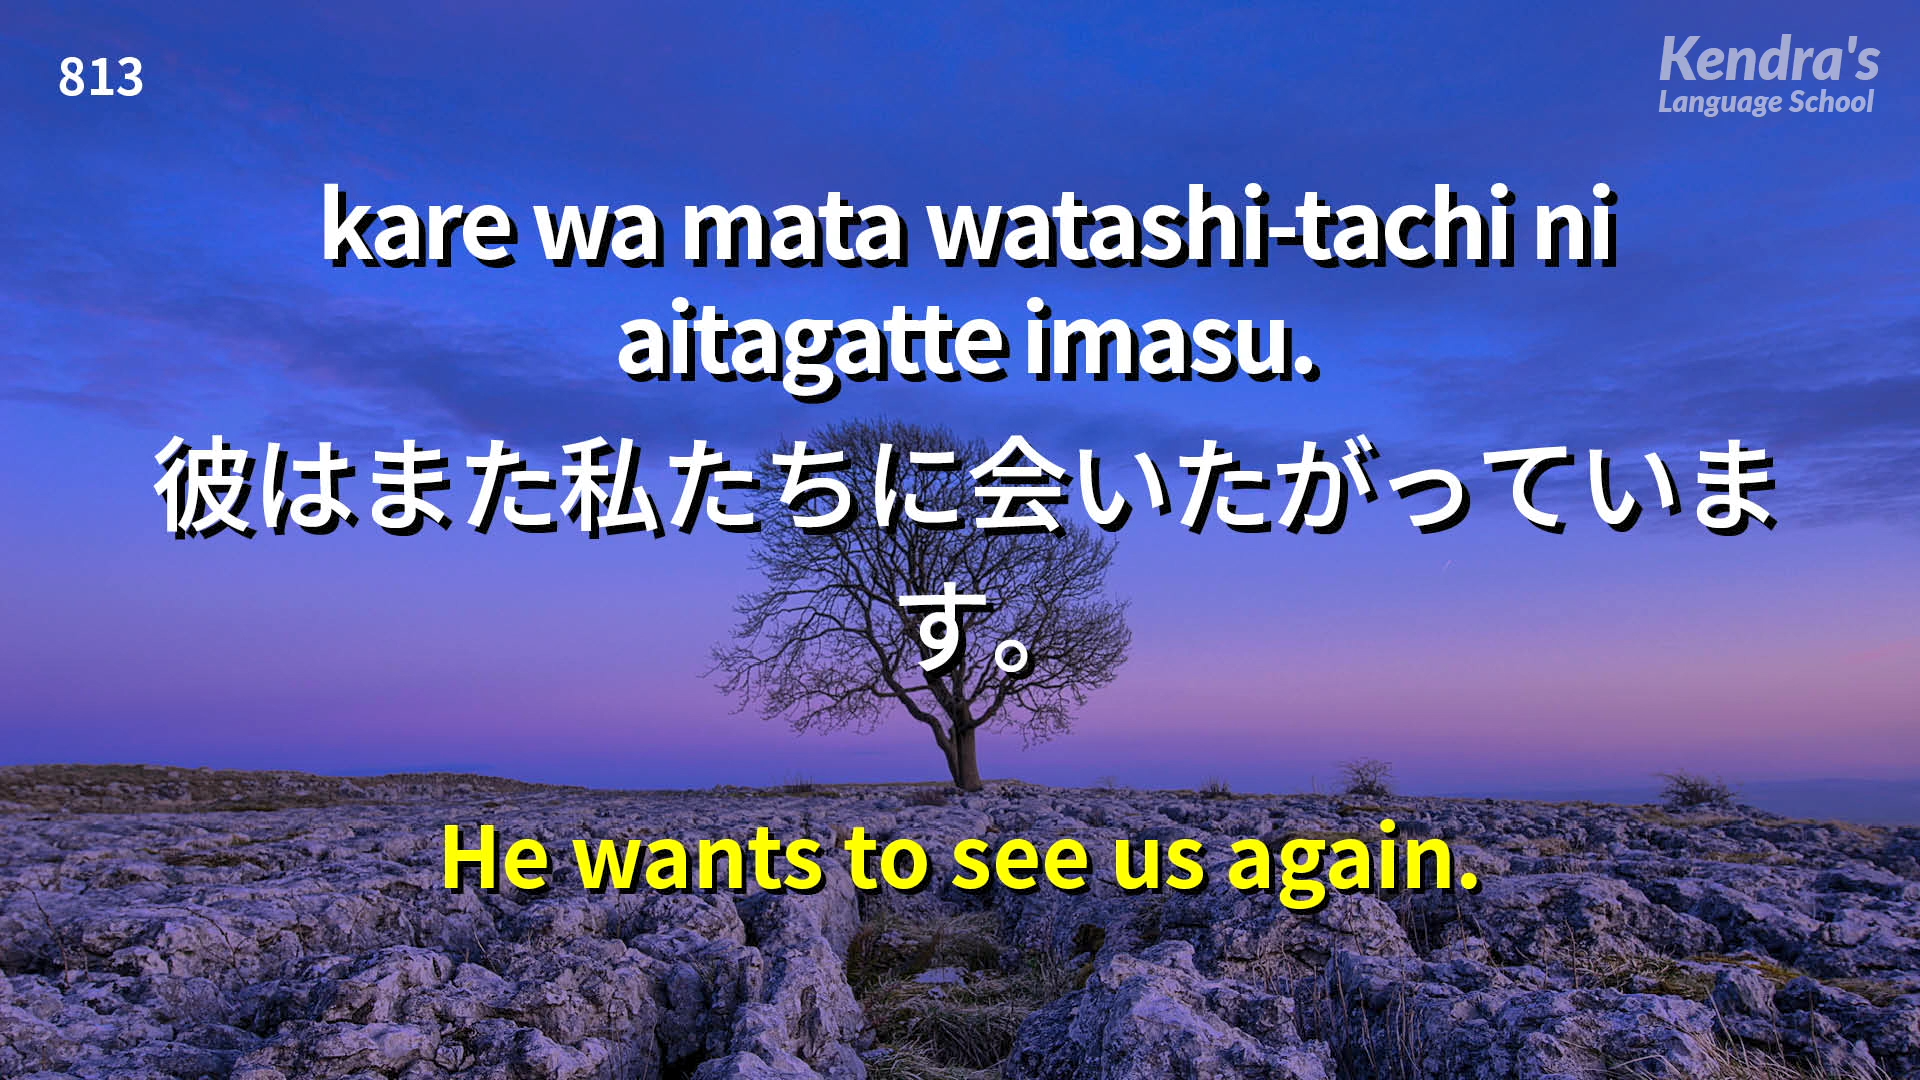 813
Kendra's
Language School
kare wa mata watashi-tachi ni
aitagatte imasu.
彼はまた私たちに会いたがっていま
す。
He wants to see us again.